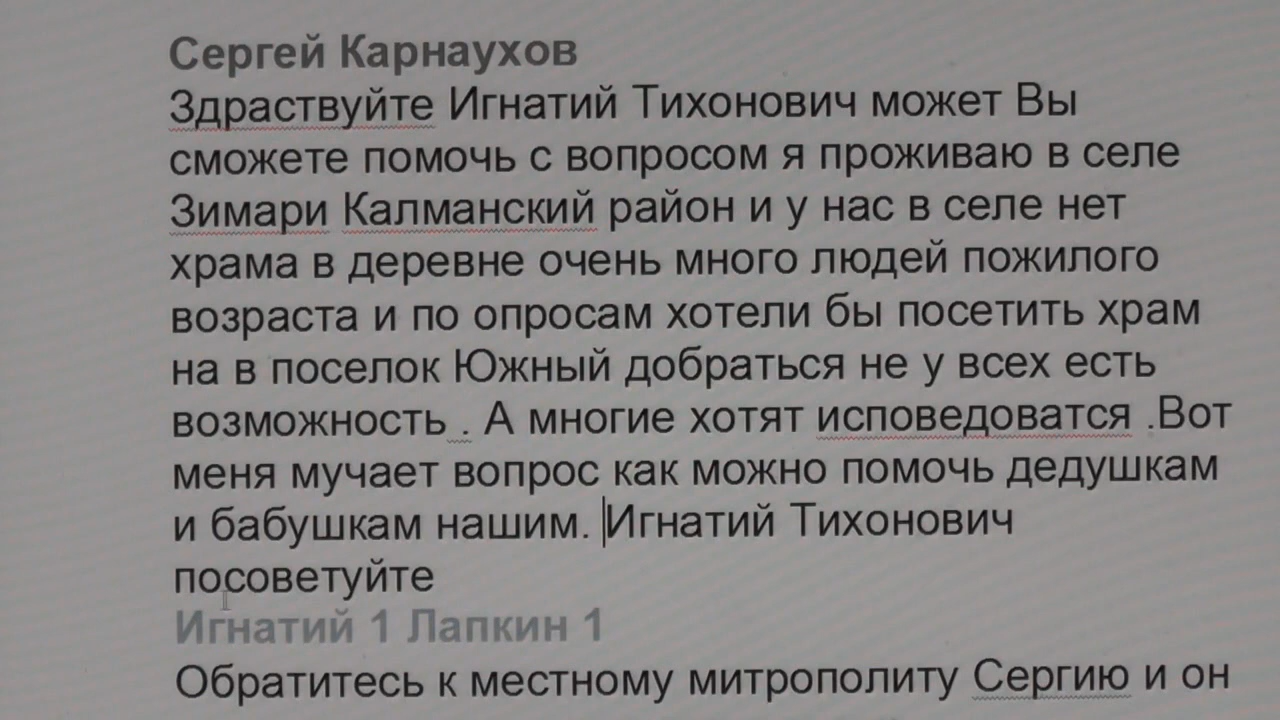 Сергей Карнаухов
Здраствуйте Игнатий Тихонович может Вы
сможете помочь с вопросом я проживаю в селе
Зимари Калманский район и у нас в селе нет
храма в деревне очень много людей пожилого
возраста и по опросам хотели бы посетить храм
на в поселок Южный добраться не у всех есть
возможность . А многие хотят исповедоватся .Вот
меня мучает вопрос как можно помочь дедушкам
и бабушкам нашим. Игнатий Тихонович
посоветуйте
Игнатий 1 Лапкин 1
Обратитесь к местному митрополиту Сергию и он